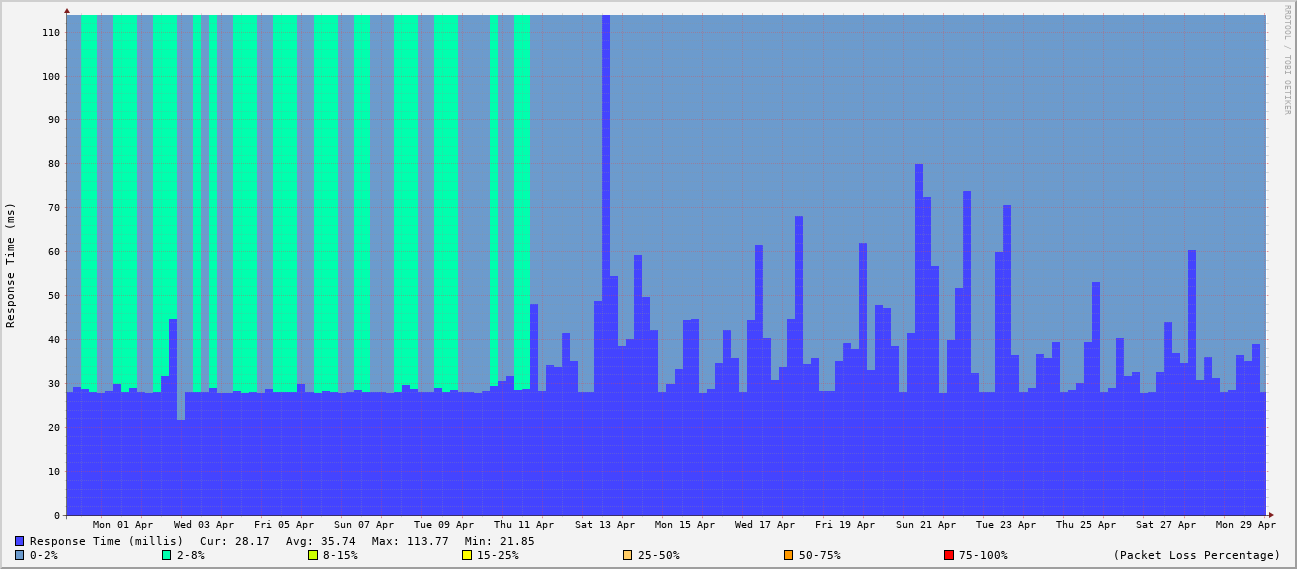 RRDTOOL / TOBI OETIKER
Response Time (ms)
110
100
90
80
70
60
50
40
30
20
10
0
Mon 01 Apr Wed 03 Apr Fri 05 Apr Sun 07 Apr Tue 09 Apr Thu 11 Apr Sat 13 Apr Mon 15 Apr Wed 17 Apr Fri 19 Apr Sun 21 Apr Tue 23 Apr Thu 25 Apr Sat 27 Apr Mon 29 Apr
Response Time (millis) Cur: 28.17 Avg: 35.74 Max: 113.77 Min: 21.85
0-2% 2-8% 8-15% 15-25% 25-50% 50-75% 75-100% (Packet Loss Percentage)